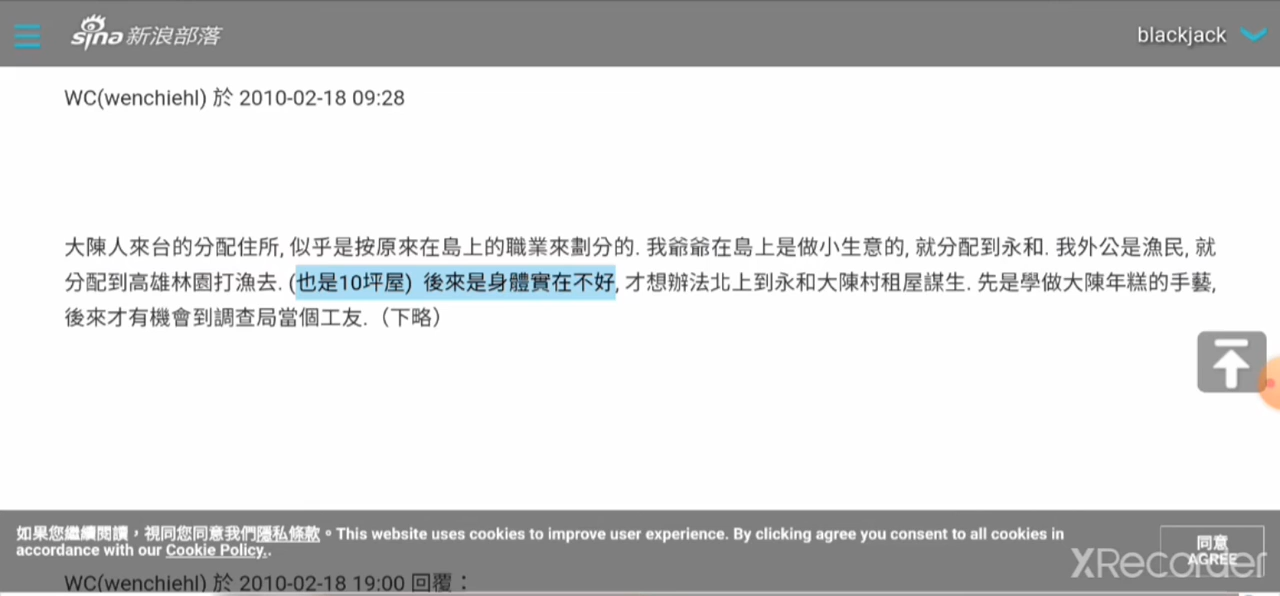 sina 新浪部落
blackjack
WC(wenchiehl) 於 2010-02-18 09:28
大陳人來台的分配住所, 似乎是按原來在島上的職業來劃分的. 我爺爺在島上是做小生意的, 就分配到永和. 我外公是漁民, 就
分配到高雄林園打漁去. (也是10坪屋)  後來是身體實在不好, 才想辦法北上到永和大陳村租屋謀生. 先是學做大陳年糕的手藝,
後來才有機會到調查局當個工友.（下略）
如果您繼續閱讀，視同您同意我們隱私條款。This website uses cookies to improve user experience. By clicking agree you consent to all cookies in
accordance with our Cookie Policy..
同意
AGREE
XRecorder
WC(wenchiehl) 於 2010-02-18 19:00 回覆：